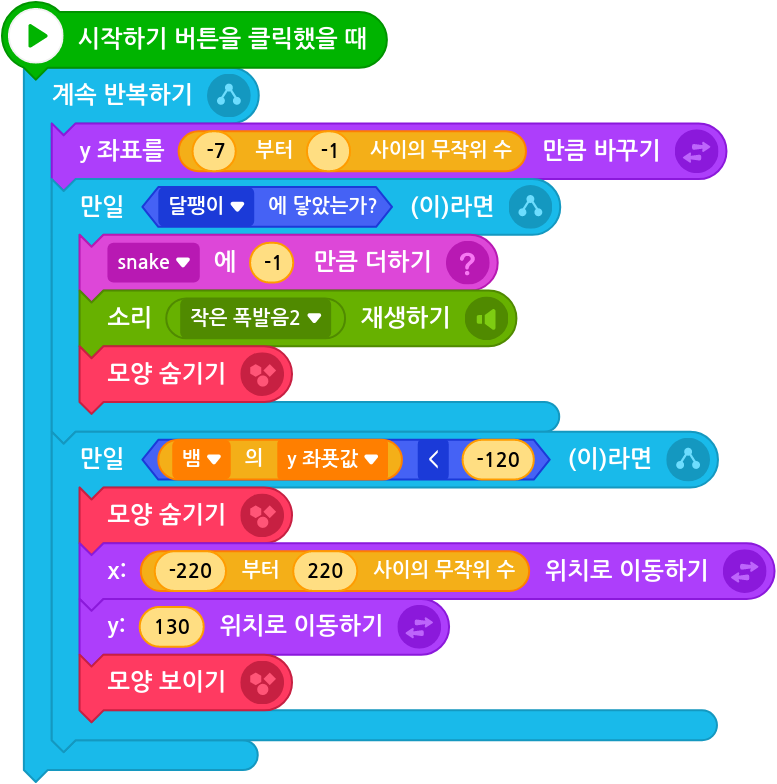 시작하기 버튼을 클릭했을 때
계속 반복하기
y 좌표를 -7 부터 -1 사이의 무작위 수 만큼 바꾸기
만일 달팽이 에 닿았는가? (이)라면
snake 에 -1 만큼 더하기
소리 작은 폭발음2 재생하기
모양 숨기기
만일 뱀 의 y 좌푯값 < -120 (이)라면
모양 숨기기
x: -220 부터 220 사이의 무작위 수 위치로 이동하기
y: 130 위치로 이동하기
모양 보이기